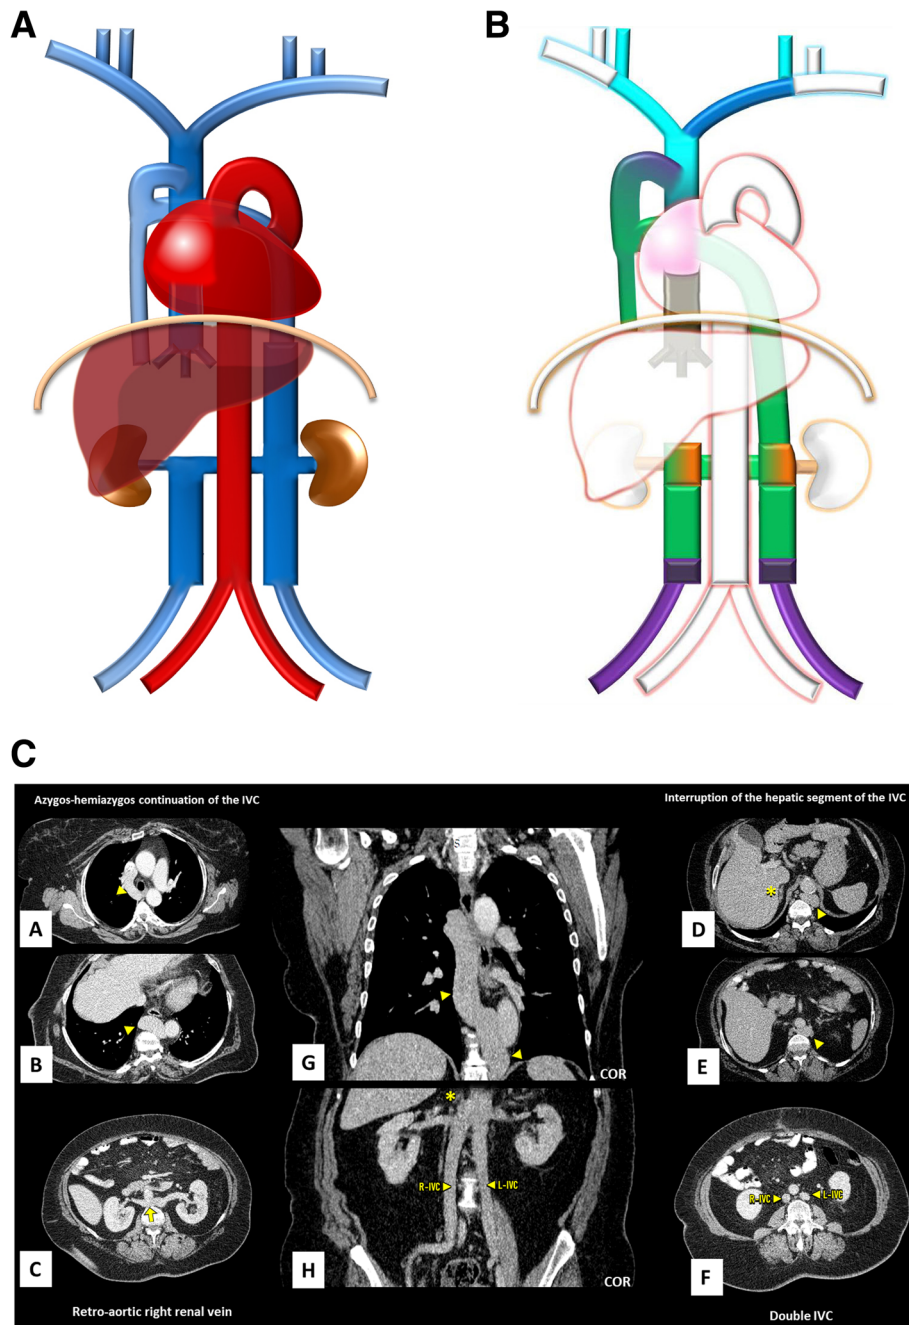 A
B
C
Azygos-hemiazygos continuation of the IVC
Interruption of the hepatic segment of the IVC
S
A
D
B
G
COR
E
*
*
R-IVC
L-IVC
R-IVC
L-IVC
C
H
COR
F
Retro-aortic right renal vein
Double IVC